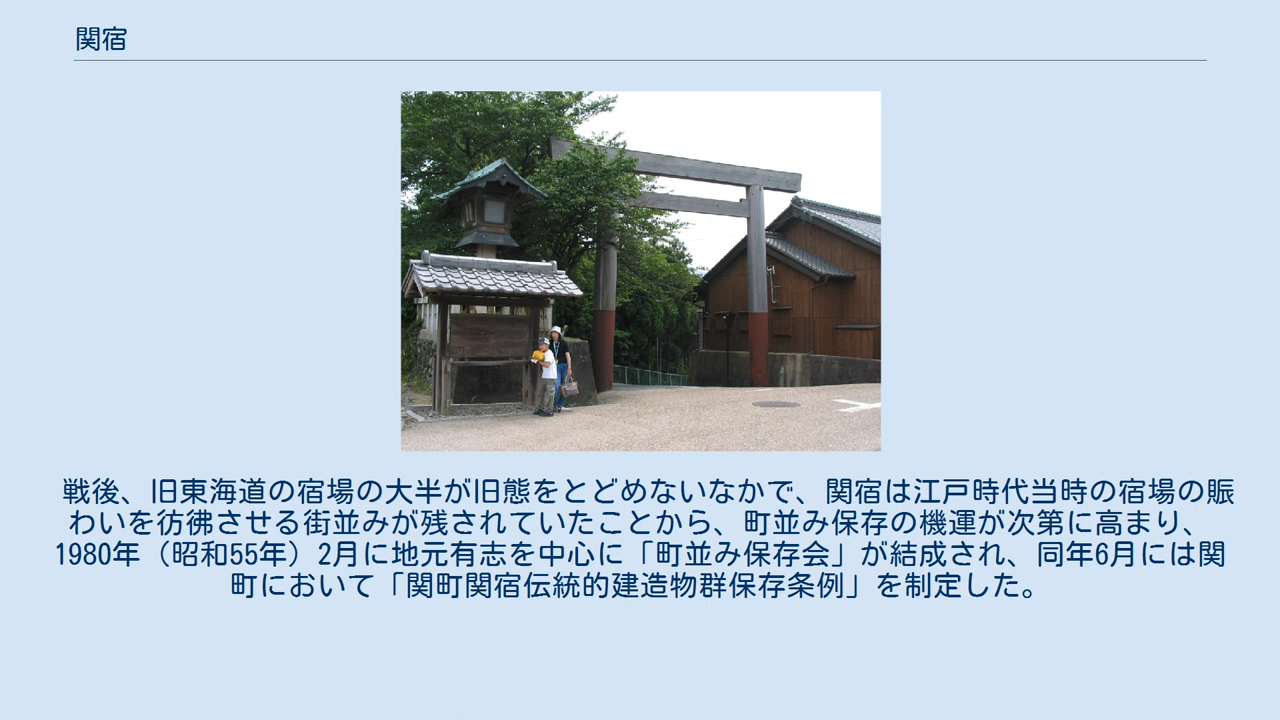 関宿
戦後、旧東海道の宿場の大半が旧態をとどめないなかで、関宿は江戸時代当時の宿場の賑
わいを彷彿させる街並みが残されていたことから、町並み保存の機運が次第に高まり、
1980年（昭和55年）2月に地元有志を中心に「町並み保存会」が結成され、同年6月には関
町において「関町関宿伝統的建造物群保存条例」を制定した。